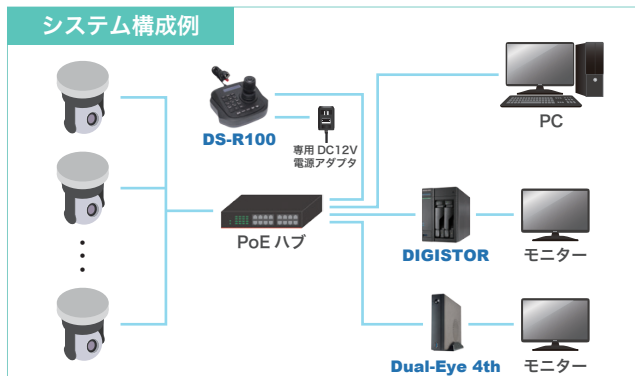 システム構成例
DS-R100
専用 DC12V
電源アダプタ
PC
PoE ハブ
DIGISTOR
モニター
Dual-Eye 4th
モニター